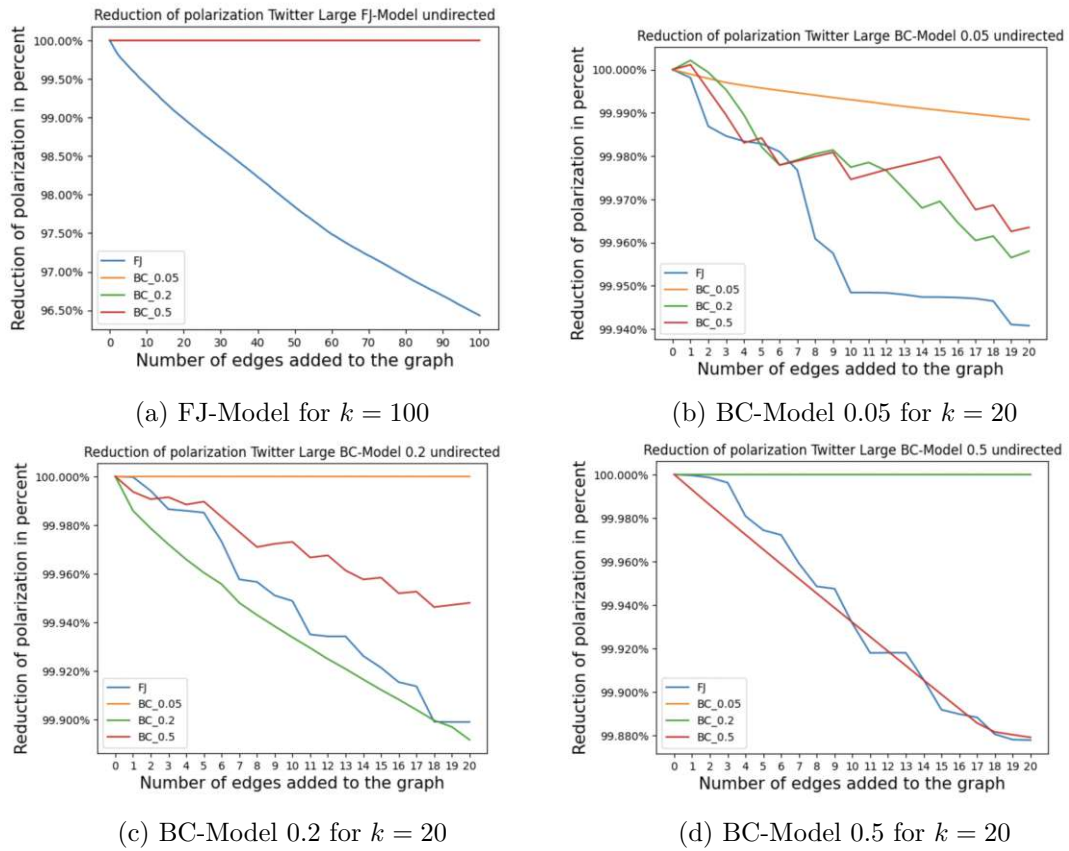 Reduction of polarization Twitter Large FJ-Model undirected
Reduction of polarization in percent
100.00%
99.50%
99.00%
98.50%
98.00%
97.50%
97.00%
96.50%
FJ
BC_0.05
BC_0.2
BC_0.5
0 10 20 30 40 50 60 70 80 90 100
Number of edges added to the graph
(a) FJ-Model for k = 100
Reduction of polarization Twitter Large BC-Model 0.05 undirected
Reduction of polarization in percent
100.000%
99.990%
99.980%
99.970%
99.960%
99.950%
99.940%
FJ
BC_0.05
BC_0.2
BC_0.5
0 1 2 3 4 5 6 7 8 9 10 11 12 13 14 15 16 17 18 19 20
Number of edges added to the graph
(b) BC-Model 0.05 for k = 20
Reduction of polarization Twitter Large BC-Model 0.2 undirected
Reduction of polarization in percent
100.000%
99.980%
99.960%
99.940%
99.920%
99.900%
FJ
BC_0.05
BC_0.2
BC_0.5
0 1 2 3 4 5 6 7 8 9 10 11 12 13 14 15 16 17 18 19 20
Number of edges added to the graph
(c) BC-Model 0.2 for k = 20
Reduction of polarization Twitter Large BC-Model 0.5 undirected
Reduction of polarization in percent
100.000%
99.980%
99.960%
99.940%
99.920%
99.900%
99.880%
FJ
BC_0.05
BC_0.2
BC_0.5
0 1 2 3 4 5 6 7 8 9 10 11 12 13 14 15 16 17 18 19 20
Number of edges added to the graph
(d) BC-Model 0.5 for k = 20